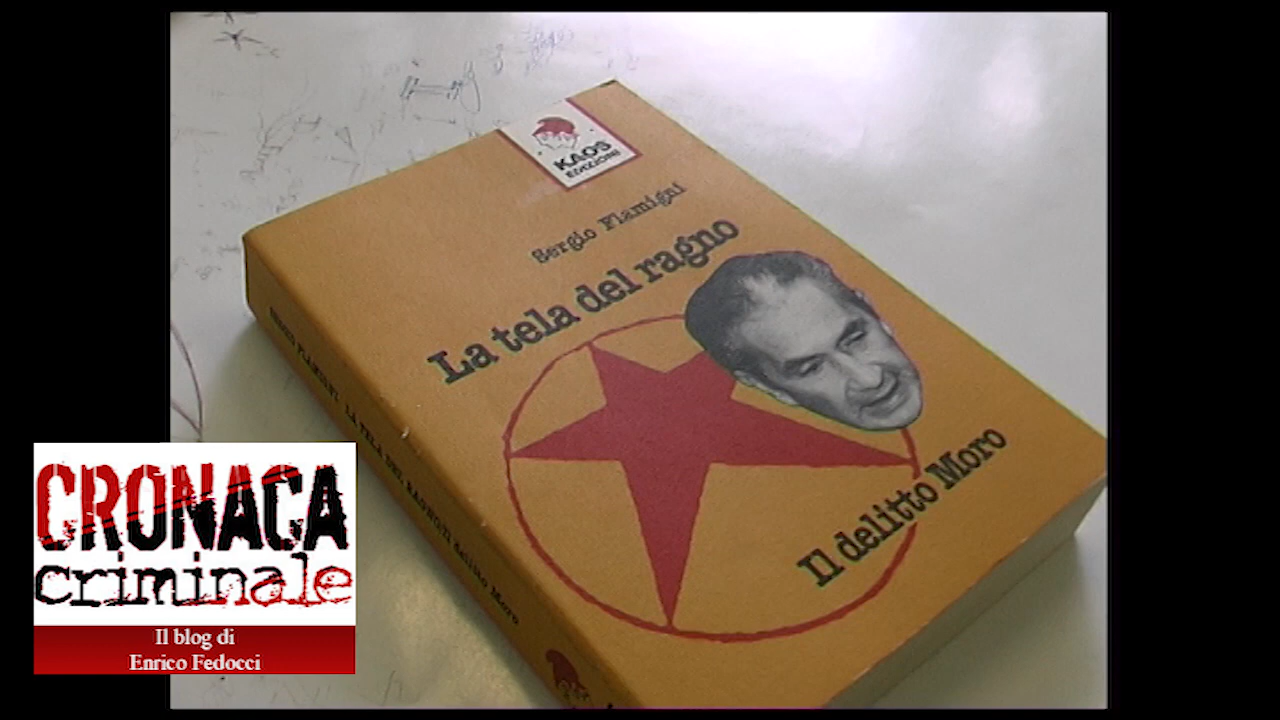 KAOS
EDIZIONI
Sergio Flamigni
La tela del ragno
Il delitto Moro
SERGIO FLAMIGNI LA TELA DEL RAGNO Il delitto Moro
CRONACA
criminale
Il blog di
Enrico Fedocci